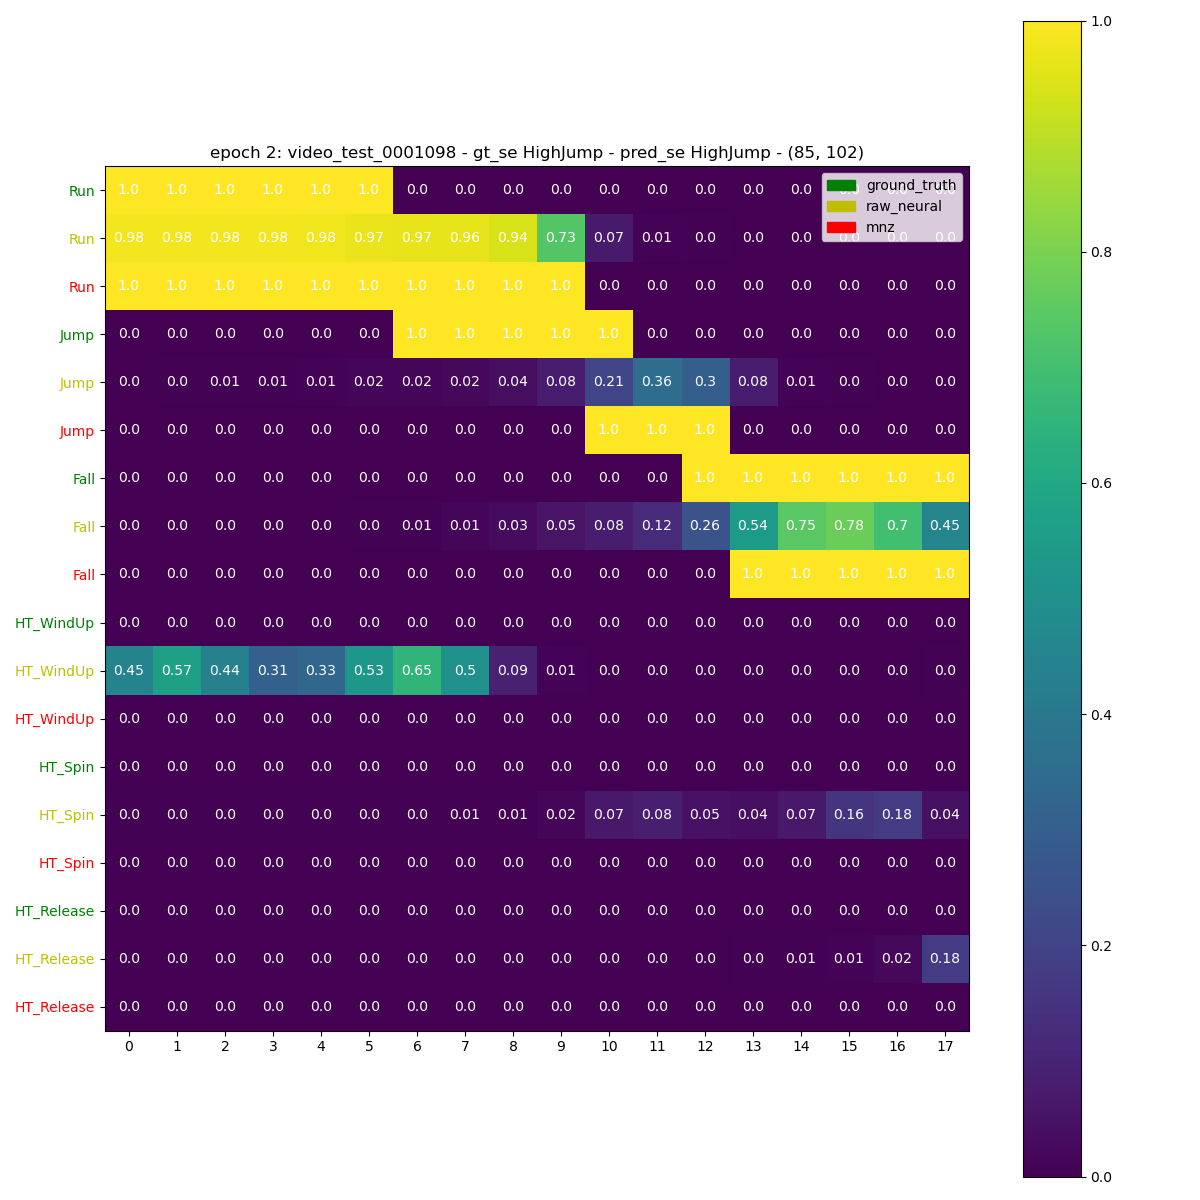 epoch 2: video_test_0001098 - gt_se HighJump - pred_se HighJump - (85, 102)
ground_truth
raw_neural
mnz
Run 1.0 1.0 1.0 1.0 1.0 1.0 0.0 0.0 0.0 0.0 0.0 0.0 0.0 0.0 0.0
Run 0.98 0.98 0.98 0.98 0.98 0.97 0.97 0.96 0.94 0.73 0.07 0.01 0.0 0.0 0.0 0.0 0.0 0.0
Run 1.0 1.0 1.0 1.0 1.0 1.0 1.0 1.0 1.0 1.0 0.0 0.0 0.0 0.0 0.0 0.0 0.0 0.0
Jump 0.0 0.0 0.0 0.0 0.0 0.0 1.0 1.0 1.0 1.0 1.0 0.0 0.0 0.0 0.0 0.0 0.0 0.0
Jump 0.0 0.0 0.01 0.01 0.01 0.02 0.02 0.02 0.04 0.08 0.21 0.36 0.3 0.08 0.01 0.0 0.0 0.0
Jump 0.0 0.0 0.0 0.0 0.0 0.0 0.0 0.0 0.0 0.0 1.0 1.0 1.0 0.0 0.0 0.0 0.0 0.0
Fall 0.0 0.0 0.0 0.0 0.0 0.0 0.0 0.0 0.0 0.0 0.0 0.0 1.0 1.0 1.0 1.0 1.0 1.0
Fall 0.0 0.0 0.0 0.0 0.0 0.0 0.01 0.01 0.03 0.05 0.08 0.12 0.26 0.54 0.75 0.78 0.7 0.45
Fall 0.0 0.0 0.0 0.0 0.0 0.0 0.0 0.0 0.0 0.0 0.0 0.0 0.0 1.0 1.0 1.0 1.0 1.0
HT_WindUp 0.0 0.0 0.0 0.0 0.0 0.0 0.0 0.0 0.0 0.0 0.0 0.0 0.0 0.0 0.0 0.0 0.0 0.0
HT_WindUp 0.45 0.57 0.44 0.31 0.33 0.53 0.65 0.5 0.09 0.01 0.0 0.0 0.0 0.0 0.0 0.0 0.0 0.0
HT_WindUp 0.0 0.0 0.0 0.0 0.0 0.0 0.0 0.0 0.0 0.0 0.0 0.0 0.0 0.0 0.0 0.0 0.0 0.0
HT_Spin 0.0 0.0 0.0 0.0 0.0 0.0 0.0 0.0 0.0 0.0 0.0 0.0 0.0 0.0 0.0 0.0 0.0 0.0
HT_Spin 0.0 0.0 0.0 0.0 0.0 0.0 0.0 0.01 0.01 0.02 0.07 0.08 0.05 0.04 0.07 0.16 0.18 0.04
HT_Spin 0.0 0.0 0.0 0.0 0.0 0.0 0.0 0.0 0.0 0.0 0.0 0.0 0.0 0.0 0.0 0.0 0.0 0.0
HT_Release 0.0 0.0 0.0 0.0 0.0 0.0 0.0 0.0 0.0 0.0 0.0 0.0 0.0 0.0 0.0 0.0 0.0 0.0
HT_Release 0.0 0.0 0.0 0.0 0.0 0.0 0.0 0.0 0.0 0.0 0.0 0.0 0.0 0.0 0.01 0.01 0.02 0.18
HT_Release 0.0 0.0 0.0 0.0 0.0 0.0 0.0 0.0 0.0 0.0 0.0 0.0 0.0 0.0 0.0 0.0 0.0 0.0
0 1 2 3 4 5 6 7 8 9 10 11 12 13 14 15 16 17
1.0
0.8
0.6
0.4
0.2
0.0